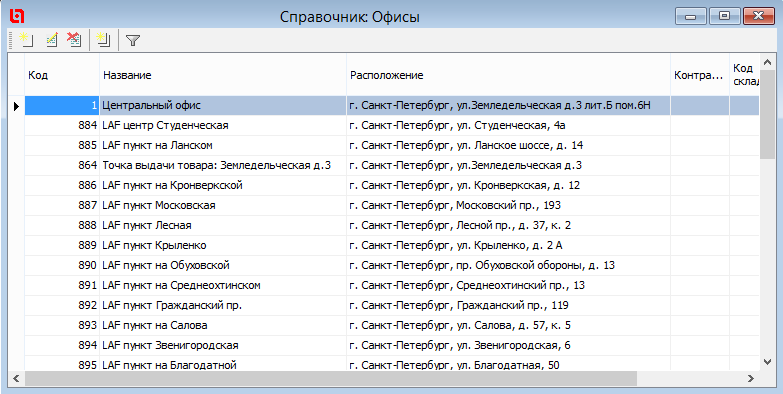 Справочник: Офисы
Код Название Расположение Контра... Код склад
1 Центральный офис г. Санкт-Петербург, ул.Земледельческая д.3 лит.Б пом.6Н
884 LAF центр Студенческая г. Санкт-Петербург, ул. Студенческая, 4а
885 LAF пункт на Ланском г. Санкт-Петербург, ул. Ланское шоссе, д. 14
864 Точка выдачи товара: Земледельческая д.3 г. Санкт-Петербург, ул.Земледельческая д.3
886 LAF пункт на Кронверкской г. Санкт-Петербург, ул. Кронверкская, д. 12
887 LAF пункт Московская г. Санкт-Петербург, Московский пр., 193
888 LAF пункт Лесная г. Санкт-Петербург, Лесной пр., д. 37, к. 2
889 LAF пункт Крыленко г. Санкт-Петербург, ул. Крыленко, д. 2 А
890 LAF пункт на Обуховской г. Санкт-Петербург, пр. Обуховской обороны, д. 13
891 LAF пункт на Среднеохтинском г. Санкт-Петербург, Среднеохтинский пр., 13
892 LAF пункт Гражданский пр. г. Санкт-Петербург, Гражданский пр., 119
893 LAF пункт на Салова г. Санкт-Петербург, ул. Салова, д. 57, к. 5
894 LAF пункт Звенигородская г. Санкт-Петербург, ул. Звенигородская, 6
895 LAF пункт на Благодатной г. Санкт-Петербург, ул. Благодатная, 50